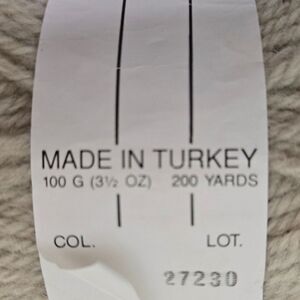 MADE IN TURKEY
100 G (3½ OZ) 200 YARDS
COL. LOT.
27230